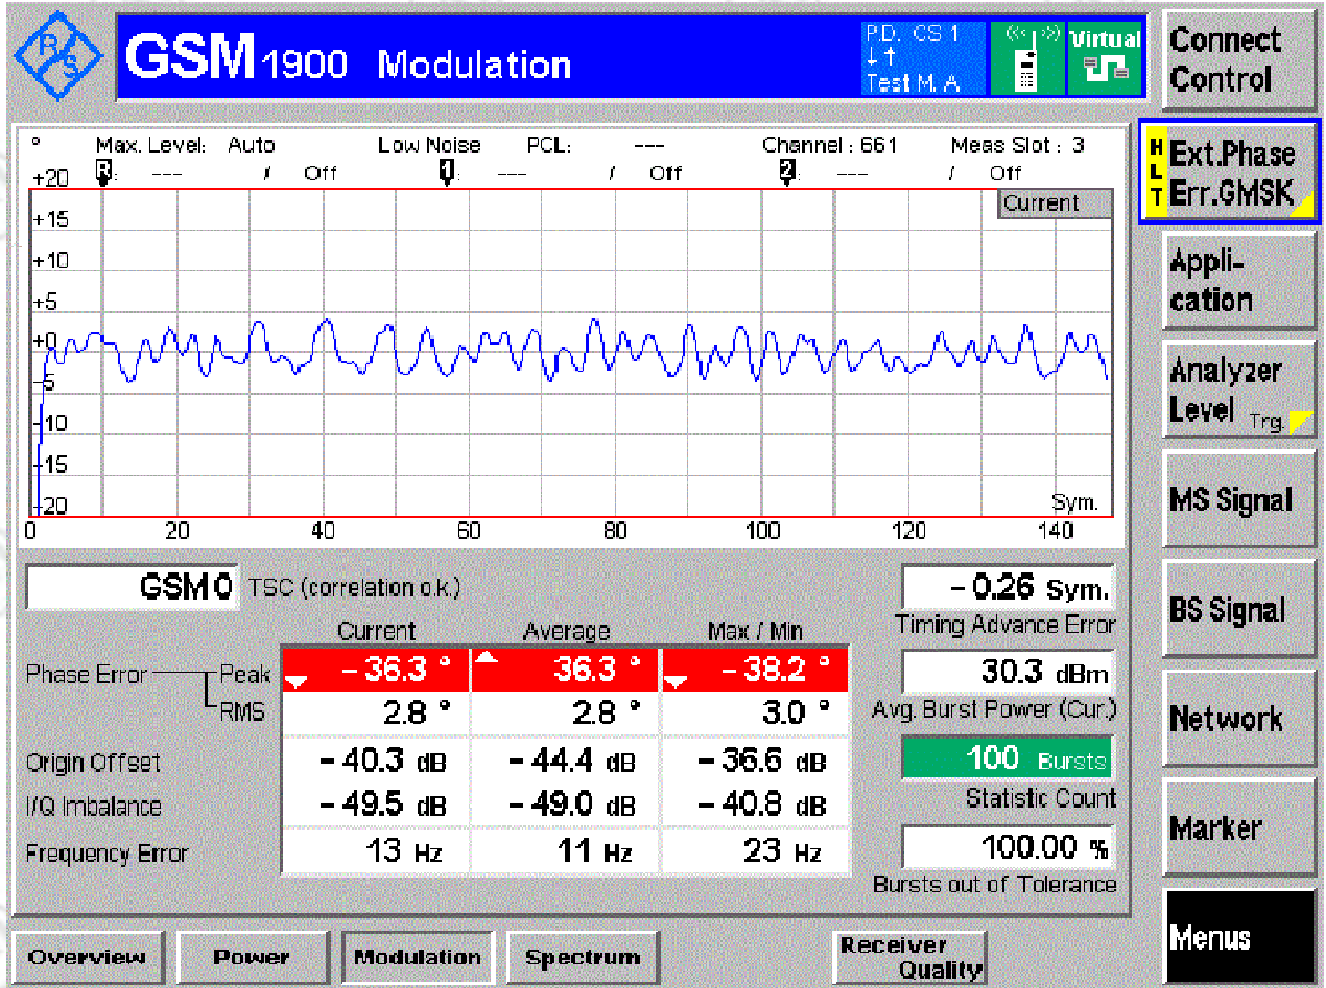 R S
GSM 1900 Modulation
P.D. CS 1
↓↑
Test M. A.
Virtual
Connect
Control
° Max. Level: Auto Low Noise PCL: --- Channel : 661 Meas Slot : 3
R: --- / Off 1: --- / Off 2: --- / Off
Current
+20
+15
+10
+5
+0
-5
-10
-15
-20
Sym.
0 20 40 60 80 100 120 140
HLT
Ext.Phase
Err.GMSK
Appli-
cation
Analyzer
Level Trg.
MS Signal
BS Signal
Network
Marker
Menus
GSM 0 TSC (correlation o.k.)
Current Average Max / Min
Phase Error Peak - 36.3 ° 36.3 ° - 38.2 °
RMS 2.8 ° 2.8 ° 3.0 °
Origin Offset - 40.3 dB - 44.4 dB - 36.6 dB
I/Q Imbalance - 49.5 dB - 49.0 dB - 40.8 dB
Frequency Error 13 Hz 11 Hz 23 Hz
- 0.26 Sym.
Timing Advance Error
30.3 dBm
Avg. Burst Power (Cur.)
100 Bursts
Statistic Count
100.00 %
Bursts out of Tolerance
Overview Power Modulation Spectrum
Receiver
Quality